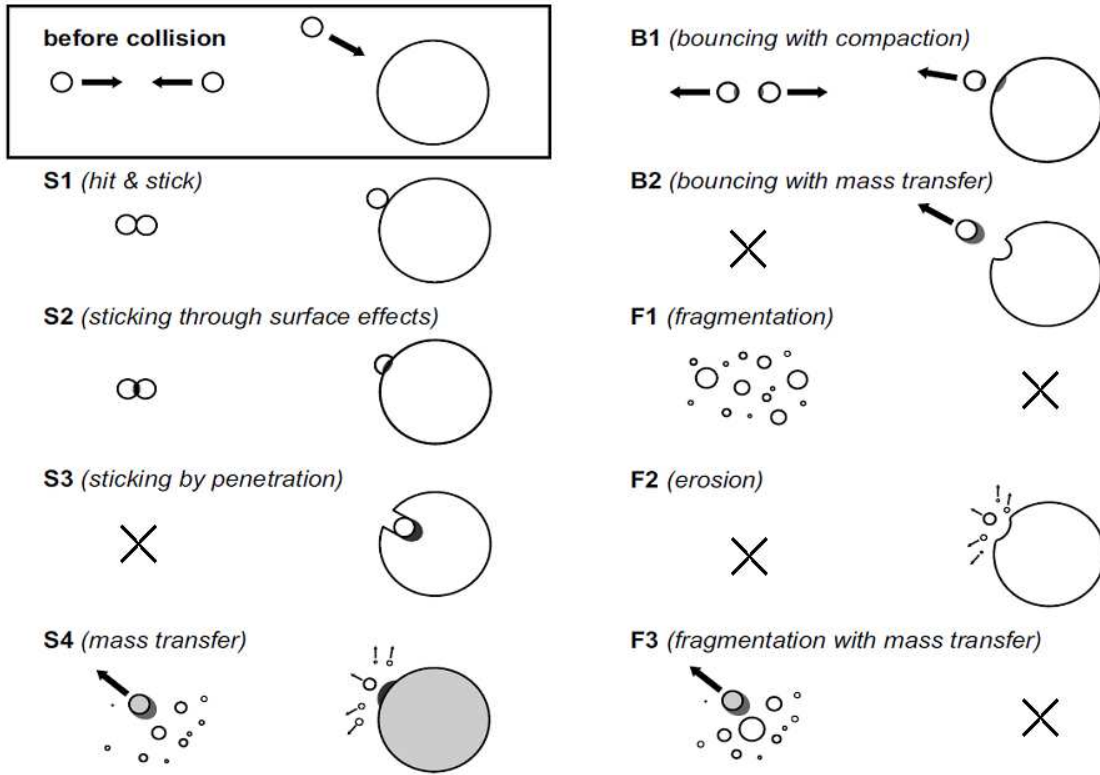 before collision
S1 (hit & stick)
S2 (sticking through surface effects)
S3 (sticking by penetration)
S4 (mass transfer)
B1 (bouncing with compaction)
B2 (bouncing with mass transfer)
F1 (fragmentation)
F2 (erosion)
F3 (fragmentation with mass transfer)